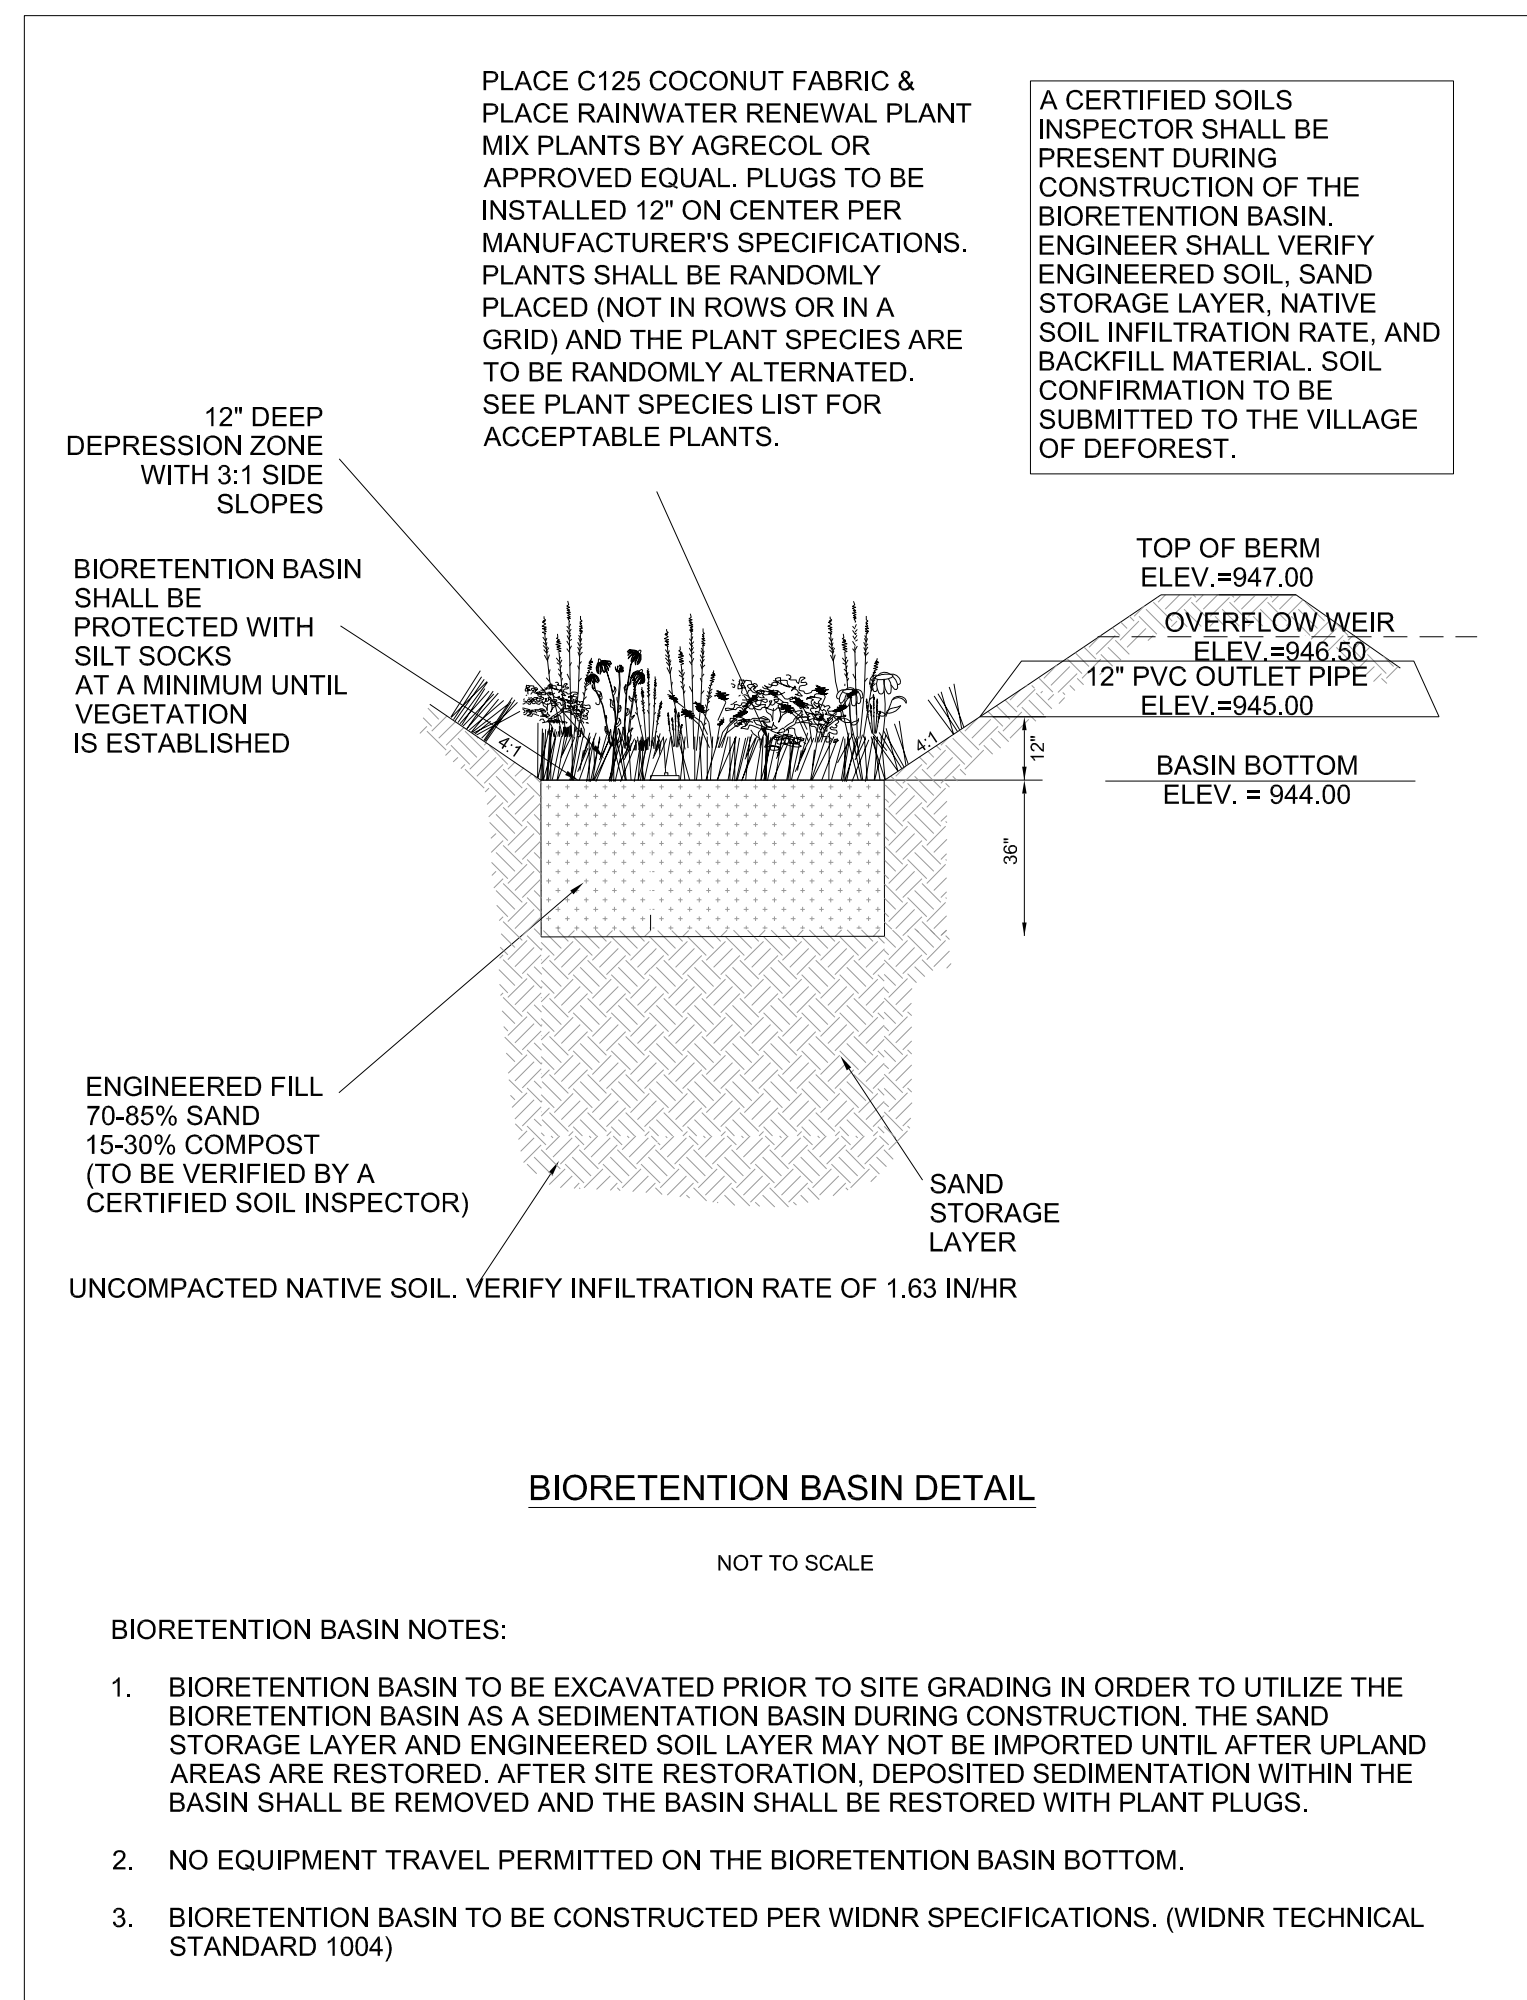 PLACE C125 COCONUT FABRIC &
PLACE RAINWATER RENEWAL PLANT
MIX PLANTS BY AGRECOL OR
APPROVED EQUAL. PLUGS TO BE
INSTALLED 12" ON CENTER PER
MANUFACTURER'S SPECIFICATIONS.
PLANTS SHALL BE RANDOMLY
PLACED (NOT IN ROWS OR IN A
GRID) AND THE PLANT SPECIES ARE
TO BE RANDOMLY ALTERNATED.
SEE PLANT SPECIES LIST FOR
ACCEPTABLE PLANTS.
A CERTIFIED SOILS
INSPECTOR SHALL BE
PRESENT DURING
CONSTRUCTION OF THE
BIORETENTION BASIN.
ENGINEER SHALL VERIFY
ENGINEERED SOIL, SAND
STORAGE LAYER, NATIVE
SOIL INFILTRATION RATE, AND
BACKFILL MATERIAL. SOIL
CONFIRMATION TO BE
SUBMITTED TO THE VILLAGE
OF DEFOREST.
12" DEEP
DEPRESSION ZONE
WITH 3:1 SIDE
SLOPES
BIORETENTION BASIN
SHALL BE
PROTECTED WITH
SILT SOCKS
AT A MINIMUM UNTIL
VEGETATION
IS ESTABLISHED
TOP OF BERM
ELEV.=947.00
OVERFLOW WEIR
ELEV.=946.50
12" PVC OUTLET PIPE
ELEV.=945.00
4:1
4:1
12"
BASIN BOTTOM
ELEV. = 944.00
36"
ENGINEERED FILL
70-85% SAND
15-30% COMPOST
(TO BE VERIFIED BY A
CERTIFIED SOIL INSPECTOR)
SAND
STORAGE
LAYER
UNCOMPACTED NATIVE SOIL. VERIFY INFILTRATION RATE OF 1.63 IN/HR
BIORETENTION BASIN DETAIL
NOT TO SCALE
BIORETENTION BASIN NOTES:
1. BIORETENTION BASIN TO BE EXCAVATED PRIOR TO SITE GRADING IN ORDER TO UTILIZE THE
BIORETENTION BASIN AS A SEDIMENTATION BASIN DURING CONSTRUCTION. THE SAND
STORAGE LAYER AND ENGINEERED SOIL LAYER MAY NOT BE IMPORTED UNTIL AFTER UPLAND
AREAS ARE RESTORED. AFTER SITE RESTORATION, DEPOSITED SEDIMENTATION WITHIN THE
BASIN SHALL BE REMOVED AND THE BASIN SHALL BE RESTORED WITH PLANT PLUGS.
2. NO EQUIPMENT TRAVEL PERMITTED ON THE BIORETENTION BASIN BOTTOM.
3. BIORETENTION BASIN TO BE CONSTRUCTED PER WIDNR SPECIFICATIONS. (WIDNR TECHNICAL
STANDARD 1004)